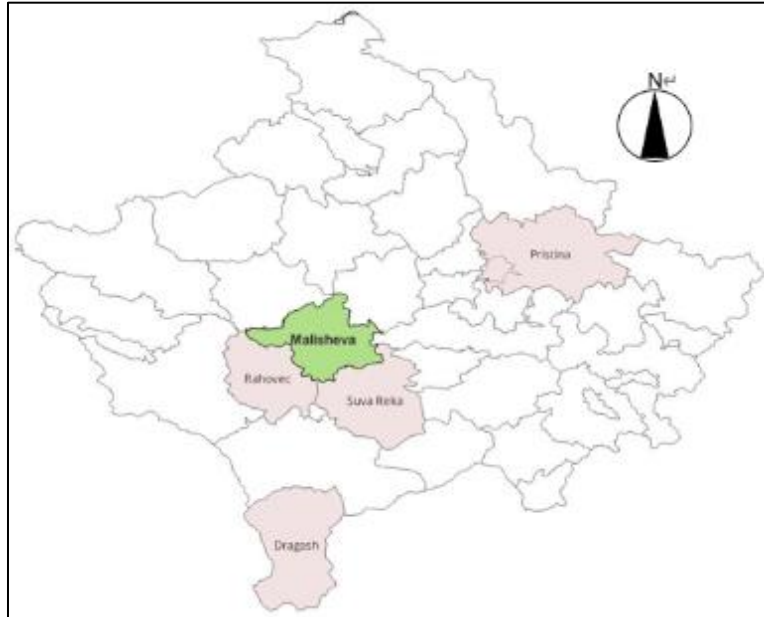 N↵
Pristina
Malisheva
Rahovec
Suva Reka
Dragash